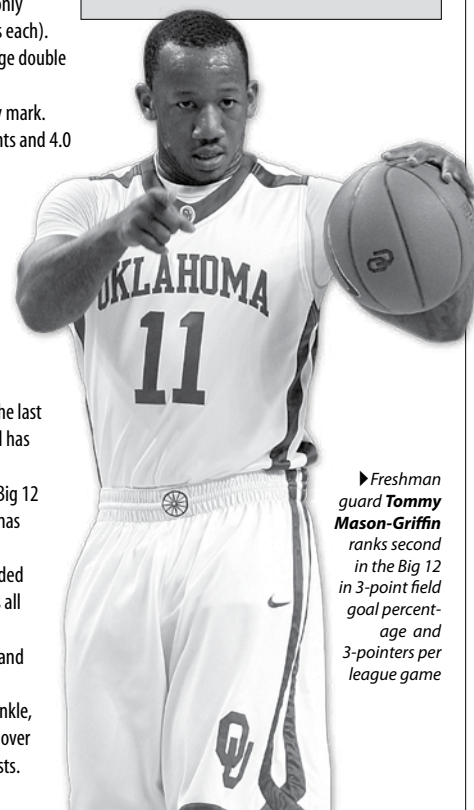 only
s each).
ge double
y mark.
nts and 4.0
he last
l has
Big 12
has
ded
s all
and
nkle,
over
sts.
OKLAHOMA
11
OU
OU
▶Freshman
guard Tommy
Mason-Griffin
ranks second
in the Big 12
in 3-point field
goal percent-
age and
3-pointers per
league game